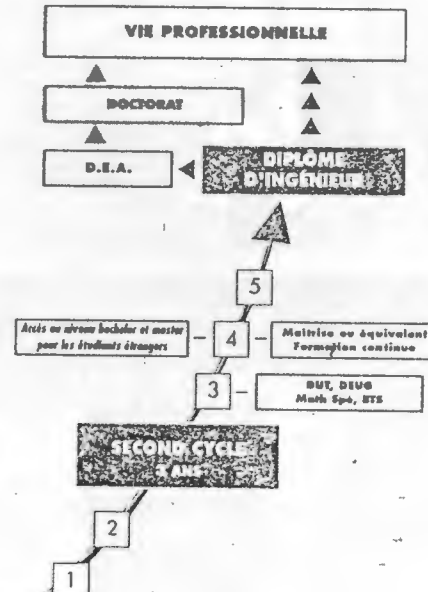 VIE PROFESSIONNELLE
DOCTORAT
D.E.A.
DIPLÔME
D'INGÉNIEUR
5
Accès au niveau bachelor et master
pour les étudiants étrangers
4
Maîtrise ou équivalent
Formation continue
3
DUT, DEUG
Math Spé, BTS
SECOND CYCLE
3 ANS
2
1